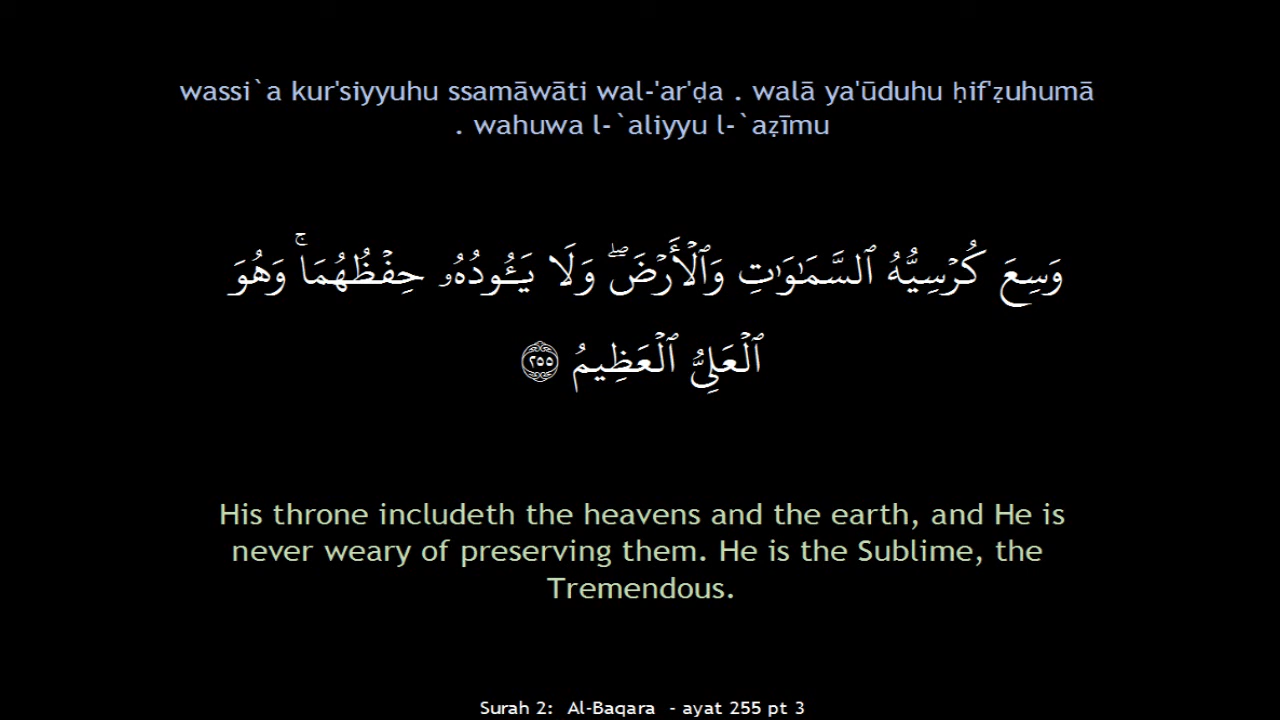 wassi`a kur'siyyuhu ssamāwāti wal-'ar'ḍa . walā ya'ūduhu ḥif'ẓuhumā
. wahuwa l-`aliyyu l-`aẓīmu
وَسِعَ كُرْسِيُّهُ ٱلسَّمَـٰوَٰتِ وَٱلْأَرْضَ ۖ وَلَا يَـُٔودُهُۥ حِفْظُهُمَا ۚ وَهُوَ
ٱلْعَلِىُّ ٱلْعَظِيمُ ﴿٢٥٥﴾
His throne includeth the heavens and the earth, and He is
never weary of preserving them. He is the Sublime, the
Tremendous.
Surah 2: Al-Baqara - ayat 255 pt 3